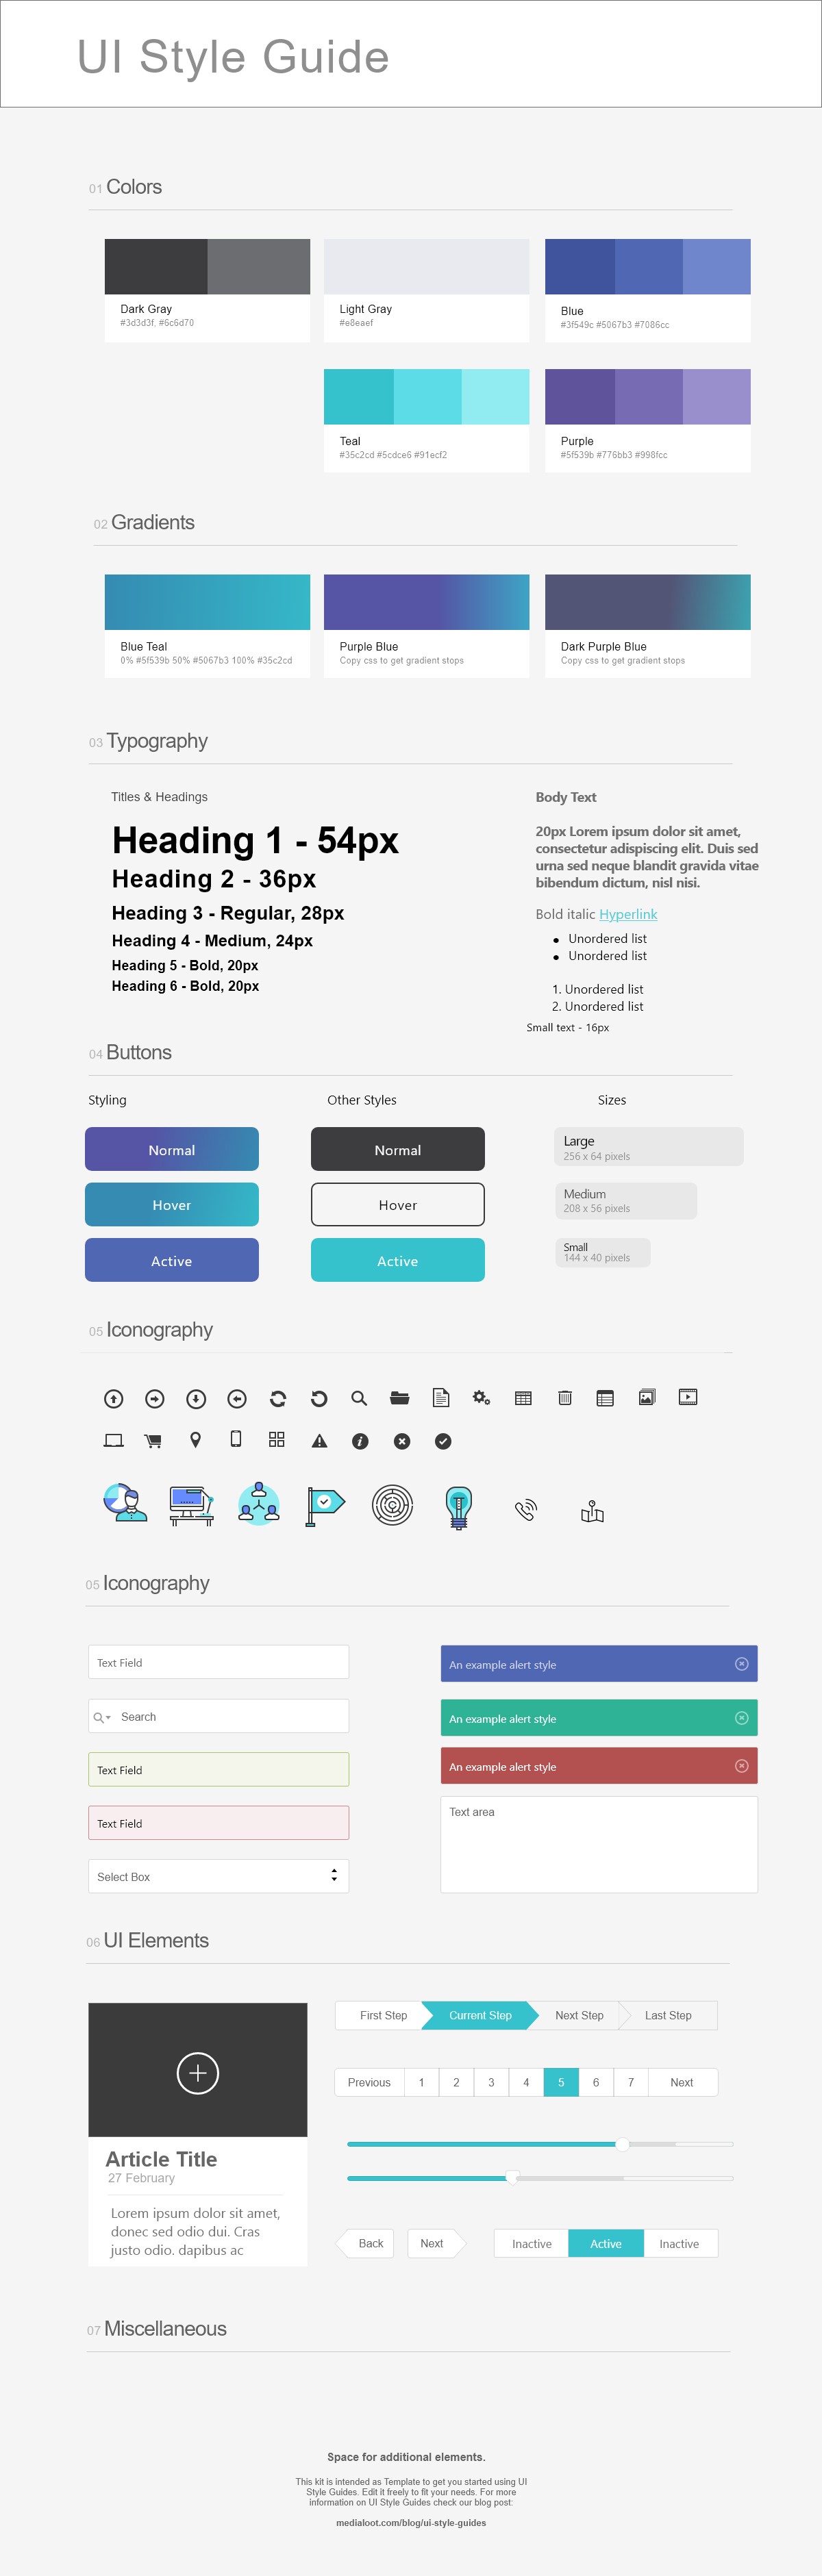 UI Style Guide
01 Colors
Dark Gray
#3d3d3f, #6c6d70
Light Gray
#e8eaef
Blue
#3f549c #5067b3 #7086cc
Teal
#35c2cd #5cdce6 #91ecf2
Purple
#5f539b #776bb3 #998fcc
02 Gradients
Blue Teal
0% #5f539b 50% #5067b3 100% #35c2cd
Purple Blue
Copy css to get gradient stops
Dark Purple Blue
Copy css to get gradient stops
03 Typography
Titles & Headings
Heading 1 - 54px
Heading 2 - 36px
Heading 3 - Regular, 28px
Heading 4 - Medium, 24px
Heading 5 - Bold, 20px
Heading 6 - Bold, 20px
Body Text
20px Lorem ipsum dolor sit amet,
consectetur adipiscing elit. Duis sed
urna sed neque blandit gravida vitae
bibendum dictum, nisl nisi.
Bold italic Hyperlink
• Unordered list
• Unordered list
1. Unordered list
2. Unordered list
Small text - 16px
04 Buttons
Styling
Normal
Hover
Active
Other Styles
Normal
Hover
Active
Sizes
Large
256 x 64 pixels
Medium
208 x 56 pixels
Small
144 x 40 pixels
05 Iconography
05 Iconography
Text Field
Search
Text Field
Text Field
Select Box
An example alert style
An example alert style
An example alert style
Text area
06 UI Elements
Article Title
27 February
Lorem ipsum dolor sit amet,
donec sed odio dui. Cras
justo odio. dapibus ac
First Step Current Step Next Step Last Step
Previous 1 2 3 4 5 6 7 Next
Back Next Inactive Active Inactive
07 Miscellaneous
Space for additional elements.
This kit is intended as Template to get you started using UI
Style Guides. Edit it freely to fit your needs. For more
information on UI Style Guides check our blog post:
medialoot.com/blog/ui-style-guides